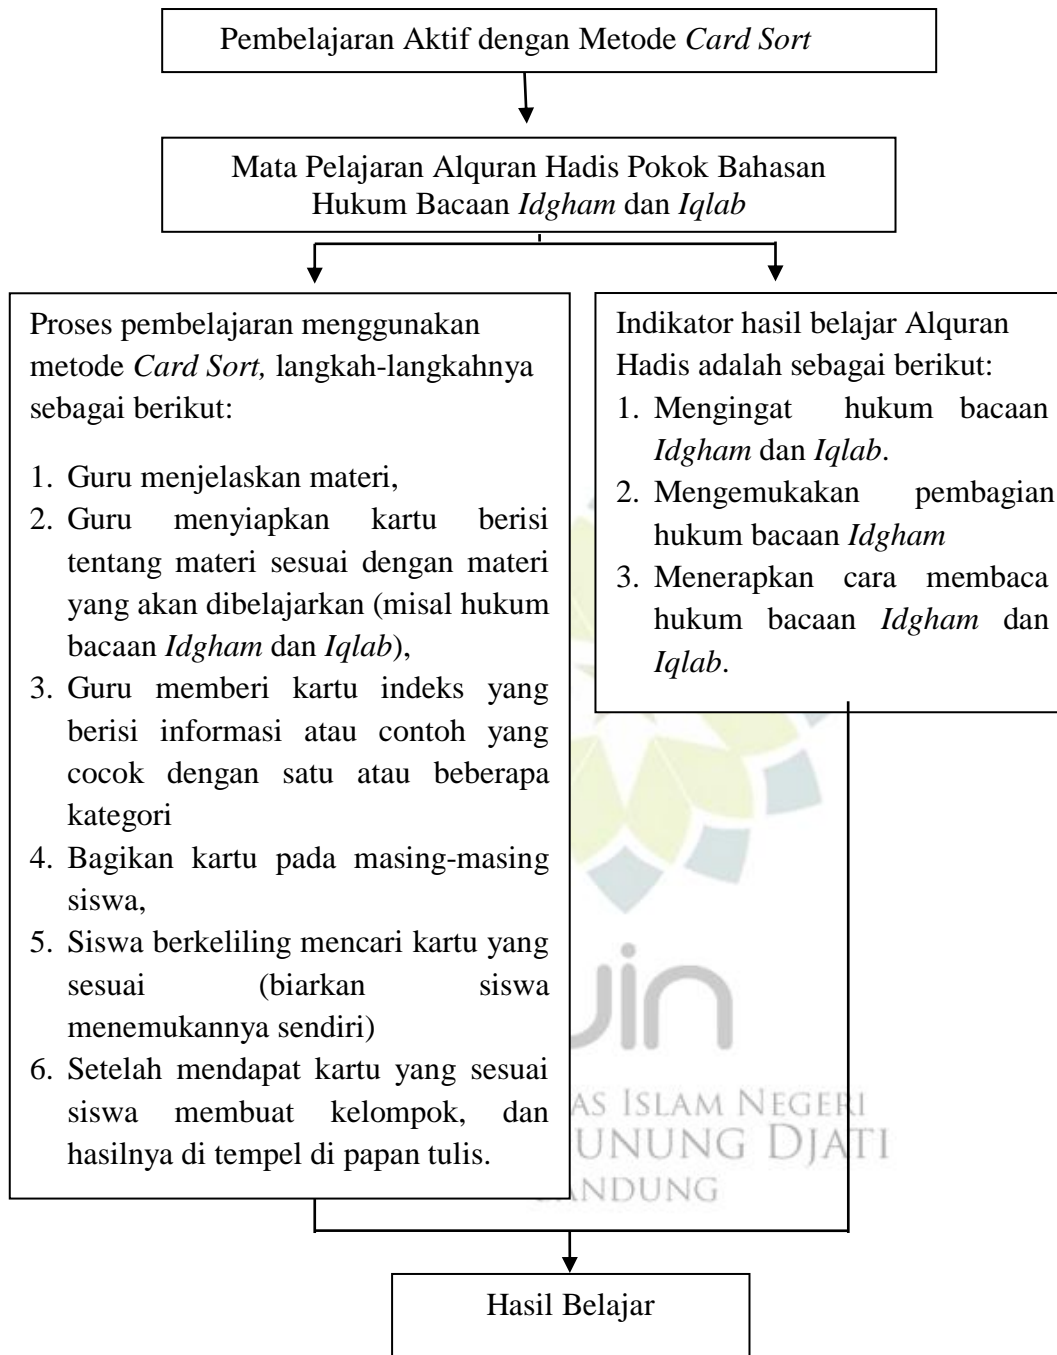 Pembelajaran Aktif dengan Metode Card Sort
Mata Pelajaran Alquran Hadis Pokok Bahasan
Hukum Bacaan Idgham dan Iqlab
Proses pembelajaran menggunakan
metode Card Sort, langkah-langkahnya
sebagai berikut:
1. Guru menjelaskan materi,
2. Guru menyiapkan kartu berisi
tentang materi sesuai dengan materi
yang akan dibelajarkan (misal hukum
bacaan Idgham dan Iqlab),
3. Guru memberi kartu indeks yang
berisi informasi atau contoh yang
cocok dengan satu atau beberapa
kategori
4. Bagikan kartu pada masing-masing
siswa,
5. Siswa berkeliling mencari kartu yang
sesuai (biarkan siswa
menemukannya sendiri)
6. Setelah mendapat kartu yang sesuai
siswa membuat kelompok, dan
hasilnya di tempel di papan tulis.
Indikator hasil belajar Alquran
Hadis adalah sebagai berikut:
1. Mengingat hukum bacaan
Idgham dan Iqlab.
2. Mengemukakan pembagian
hukum bacaan Idgham
3. Menerapkan cara membaca
hukum bacaan Idgham dan
Iqlab.
uin
AS ISLAM NEGERI
UNUNG DJATI
BANDUNG
Hasil Belajar